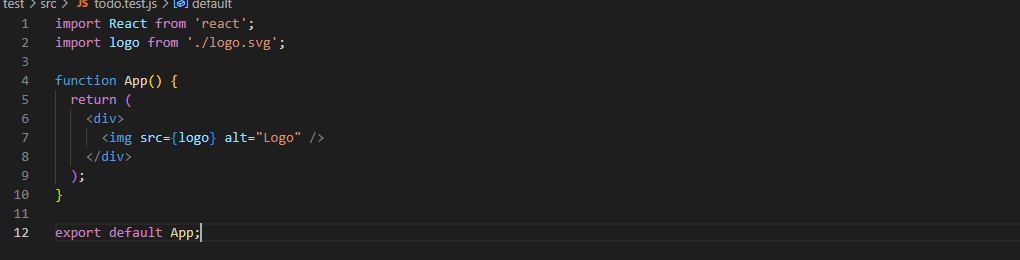 test > src > JS todo.test.js > default
1 import React from 'react';
2 import logo from './logo.svg';
3
4 function App() {
5   return (
6     <div>
7       <img src={logo} alt="Logo" />
8     </div>
9   );
10 }
11
12 export default App;